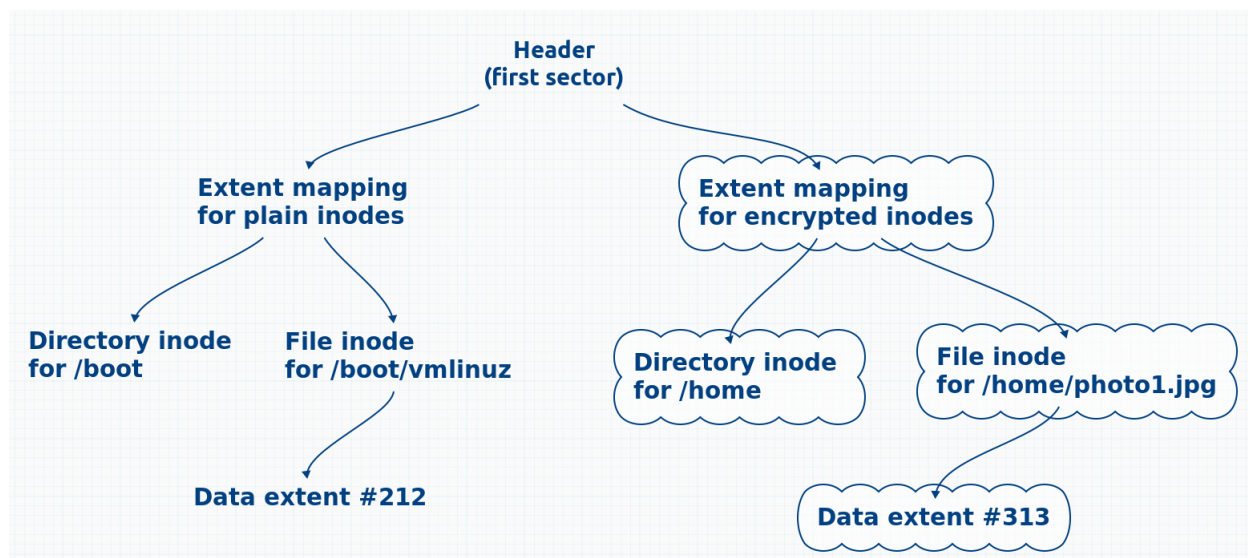 Header
(first sector)
Extent mapping
for plain inodes
Extent mapping
for encrypted inodes
Directory inode
for /boot
File inode
for /boot/vmlinuz
Directory inode
for /home
File inode
for /home/photo1.jpg
Data extent #212
Data extent #313